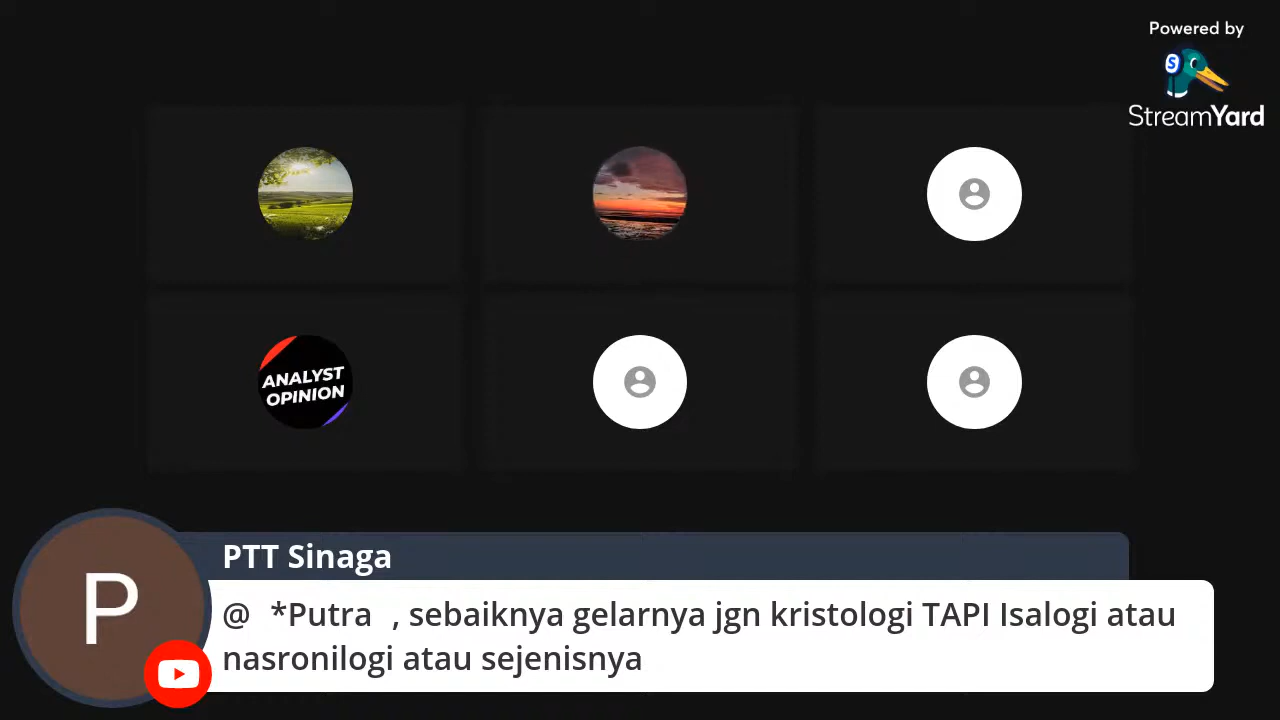 Powered by
S
StreamYard
ANALYST
OPINION
PTT Sinaga
P
@ *Putra , sebaiknya gelarnya jgn kristologi TAPI Isalogi atau
nasronilogi atau sejenisnya